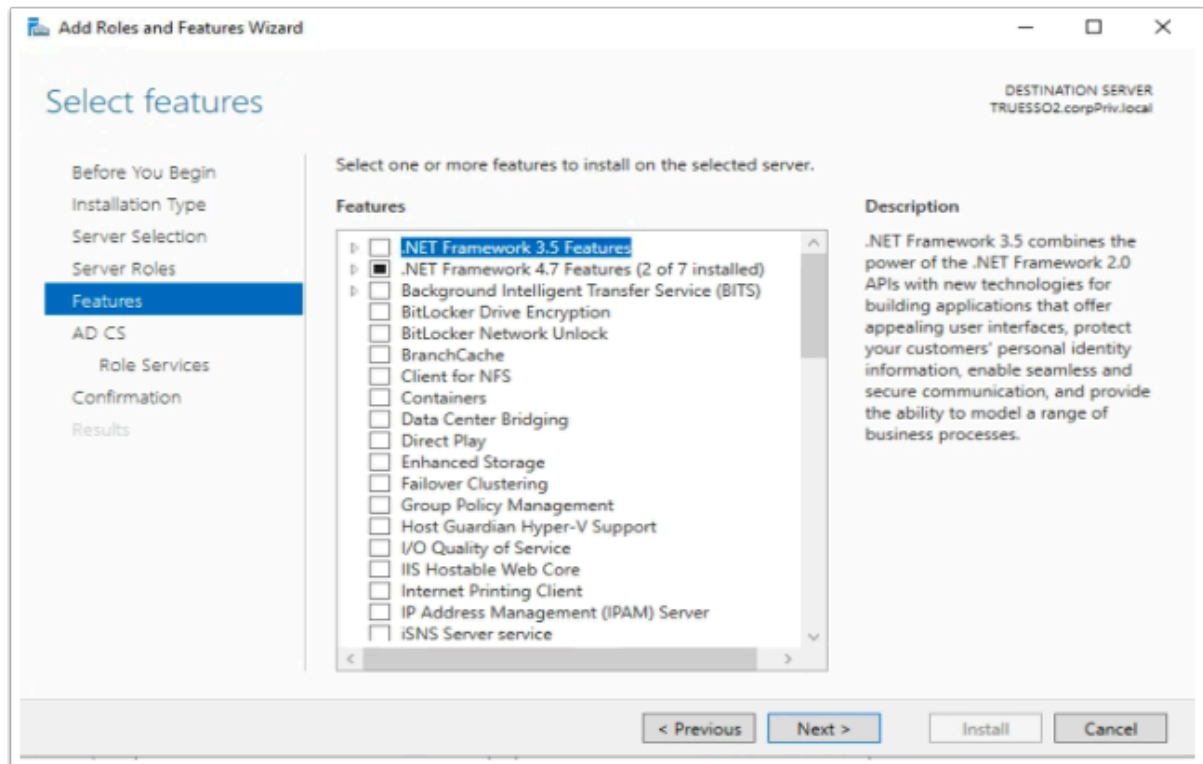 Add Roles and Features Wizard
Select features
DESTINATION SERVER
TRUESSO2.corpPriv.local
Before You Begin
Installation Type
Server Selection
Server Roles
Features
AD CS
Role Services
Confirmation
Results
Select one or more features to install on the selected server.
Features
.NET Framework 3.5 Features
.NET Framework 4.7 Features (2 of 7 installed)
Background Intelligent Transfer Service (BITS)
BitLocker Drive Encryption
BitLocker Network Unlock
BranchCache
Client for NFS
Containers
Data Center Bridging
Direct Play
Enhanced Storage
Failover Clustering
Group Policy Management
Host Guardian Hyper-V Support
I/O Quality of Service
IIS Hostable Web Core
Internet Printing Client
IP Address Management (IPAM) Server
iSNS Server service
Description
.NET Framework 3.5 combines the
power of the .NET Framework 2.0
APIs with new technologies for
building applications that offer
appealing user interfaces, protect
your customers' personal identity
information, enable seamless and
secure communication, and provide
the ability to model a range of
business processes.
< Previous
Next >
Install
Cancel